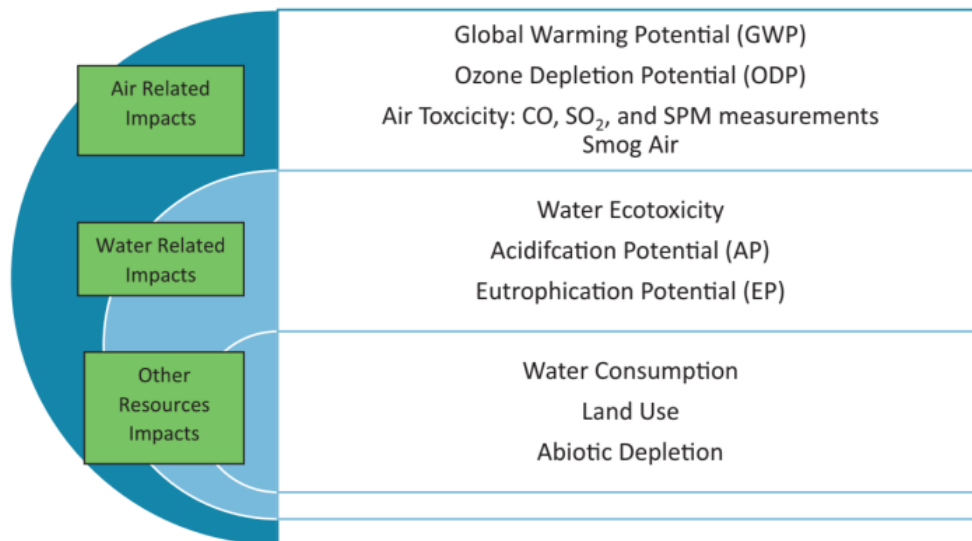 Air Related
Impacts
Global Warming Potential (GWP)
Ozone Depletion Potential (ODP)
Air Toxcicity: CO, SO₂, and SPM measurements
Smog Air
Water Related
Impacts
Water Ecotoxicity
Acidifcation Potential (AP)
Eutrophication Potential (EP)
Other
Resources
Impacts
Water Consumption
Land Use
Abiotic Depletion